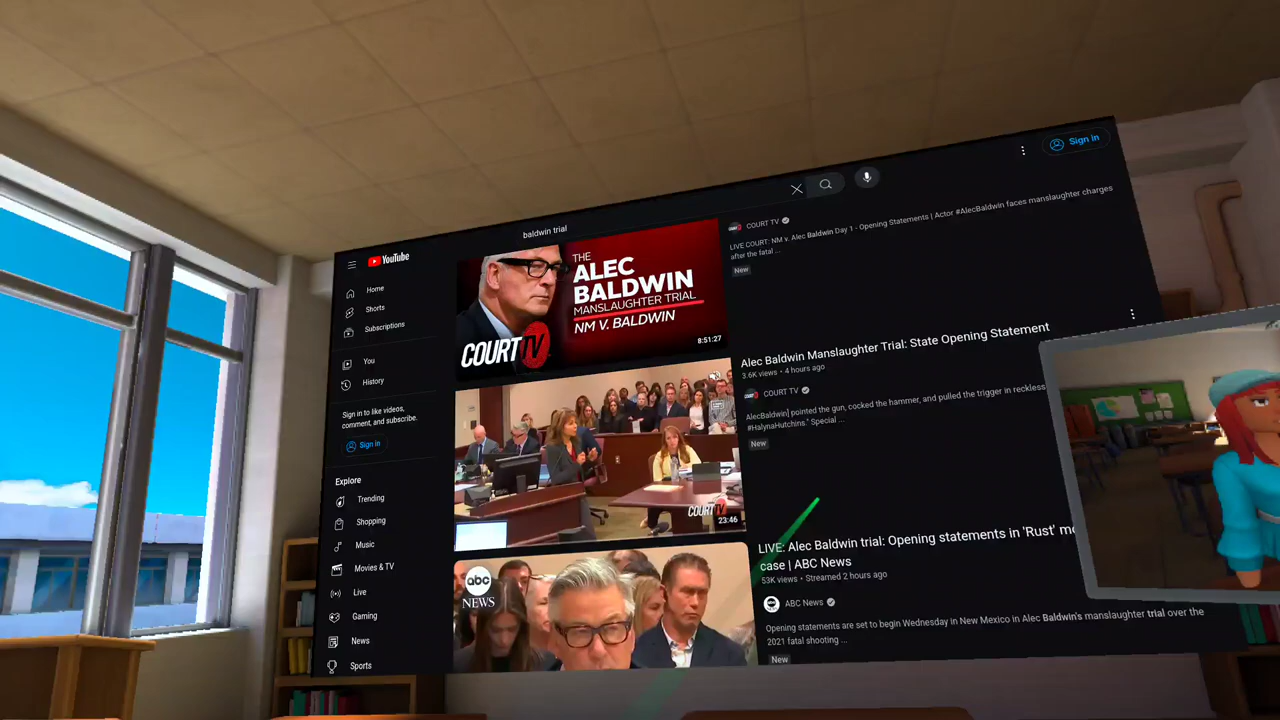 baldwin trial
Sign in
YouTube
Home
Shorts
Subscriptions
You
History
Sign in to like videos,
comment, and subscribe.
Sign in
Explore
Trending
Shopping
Music
Movies & TV
Live
Gaming
News
Sports
THE
ALEC
BALDWIN
MANSLAUGHTER TRIAL
NM V. BALDWIN
COURT TV
8:51:27
COURT TV
LIVE COURT: NM v. Alec Baldwin Day 1 - Opening Statements | Actor #AlecBaldwin faces manslaughter charges
after the fatal ...
New
COURT TV
23:46
Alec Baldwin Manslaughter Trial: State Opening Statement
3.6K views • 4 hours ago
COURT TV
AlecBaldwin] pointed the gun, cocked the hammer, and pulled the trigger in reckless
#HalynaHutchins." Special ...
New
abc
NEWS
LIVE: Alec Baldwin trial: Opening statements in 'Rust'
case | ABC News
53K views • Streamed 2 hours ago
ABC News
Opening statements are set to begin Wednesday in New Mexico in Alec Baldwin's manslaughter trial over the
2021 fatal shooting ...
New